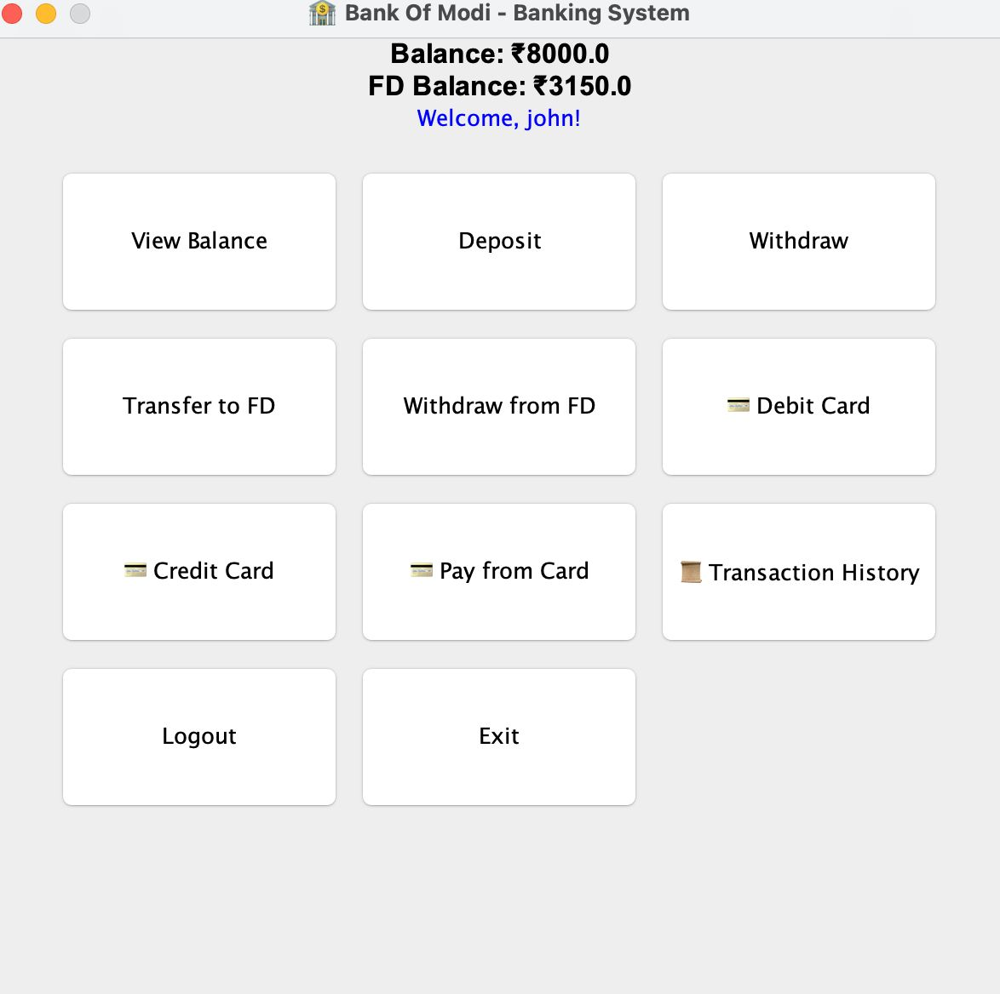 Bank Of Modi - Banking System
Balance: ₹8000.0
FD Balance: ₹3150.0
Welcome, john!
View Balance
Deposit
Withdraw
Transfer to FD
Withdraw from FD
Debit Card
Credit Card
Pay from Card
Transaction History
Logout
Exit